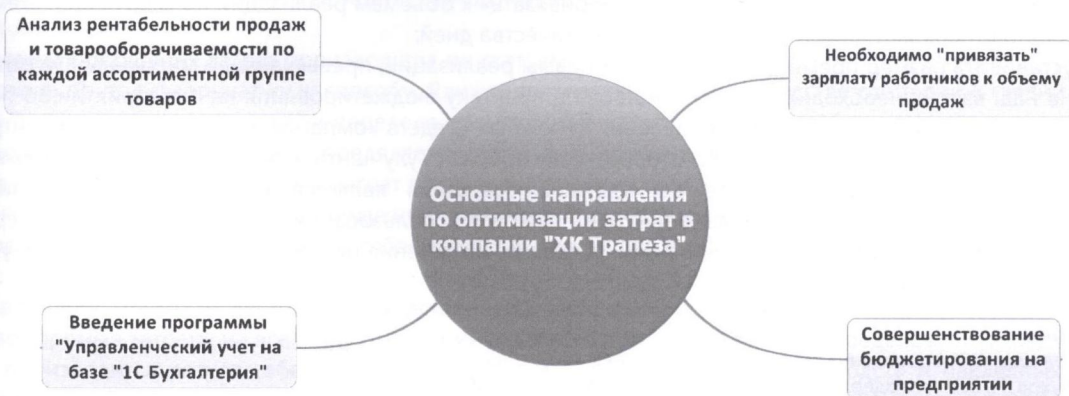 Анализ рентабельности продаж
и товарооборачиваемости по
каждой ассортиментной группе
товаров
Необходимо "привязать"
зарплату работников к объему
продаж
Основные направления
по оптимизации затрат в
компании "ХК Трапеза"
Введение программы
"Управленческий учет на
базе "1С Бухгалтерия"
Совершенствование
бюджетирования на
предприятии